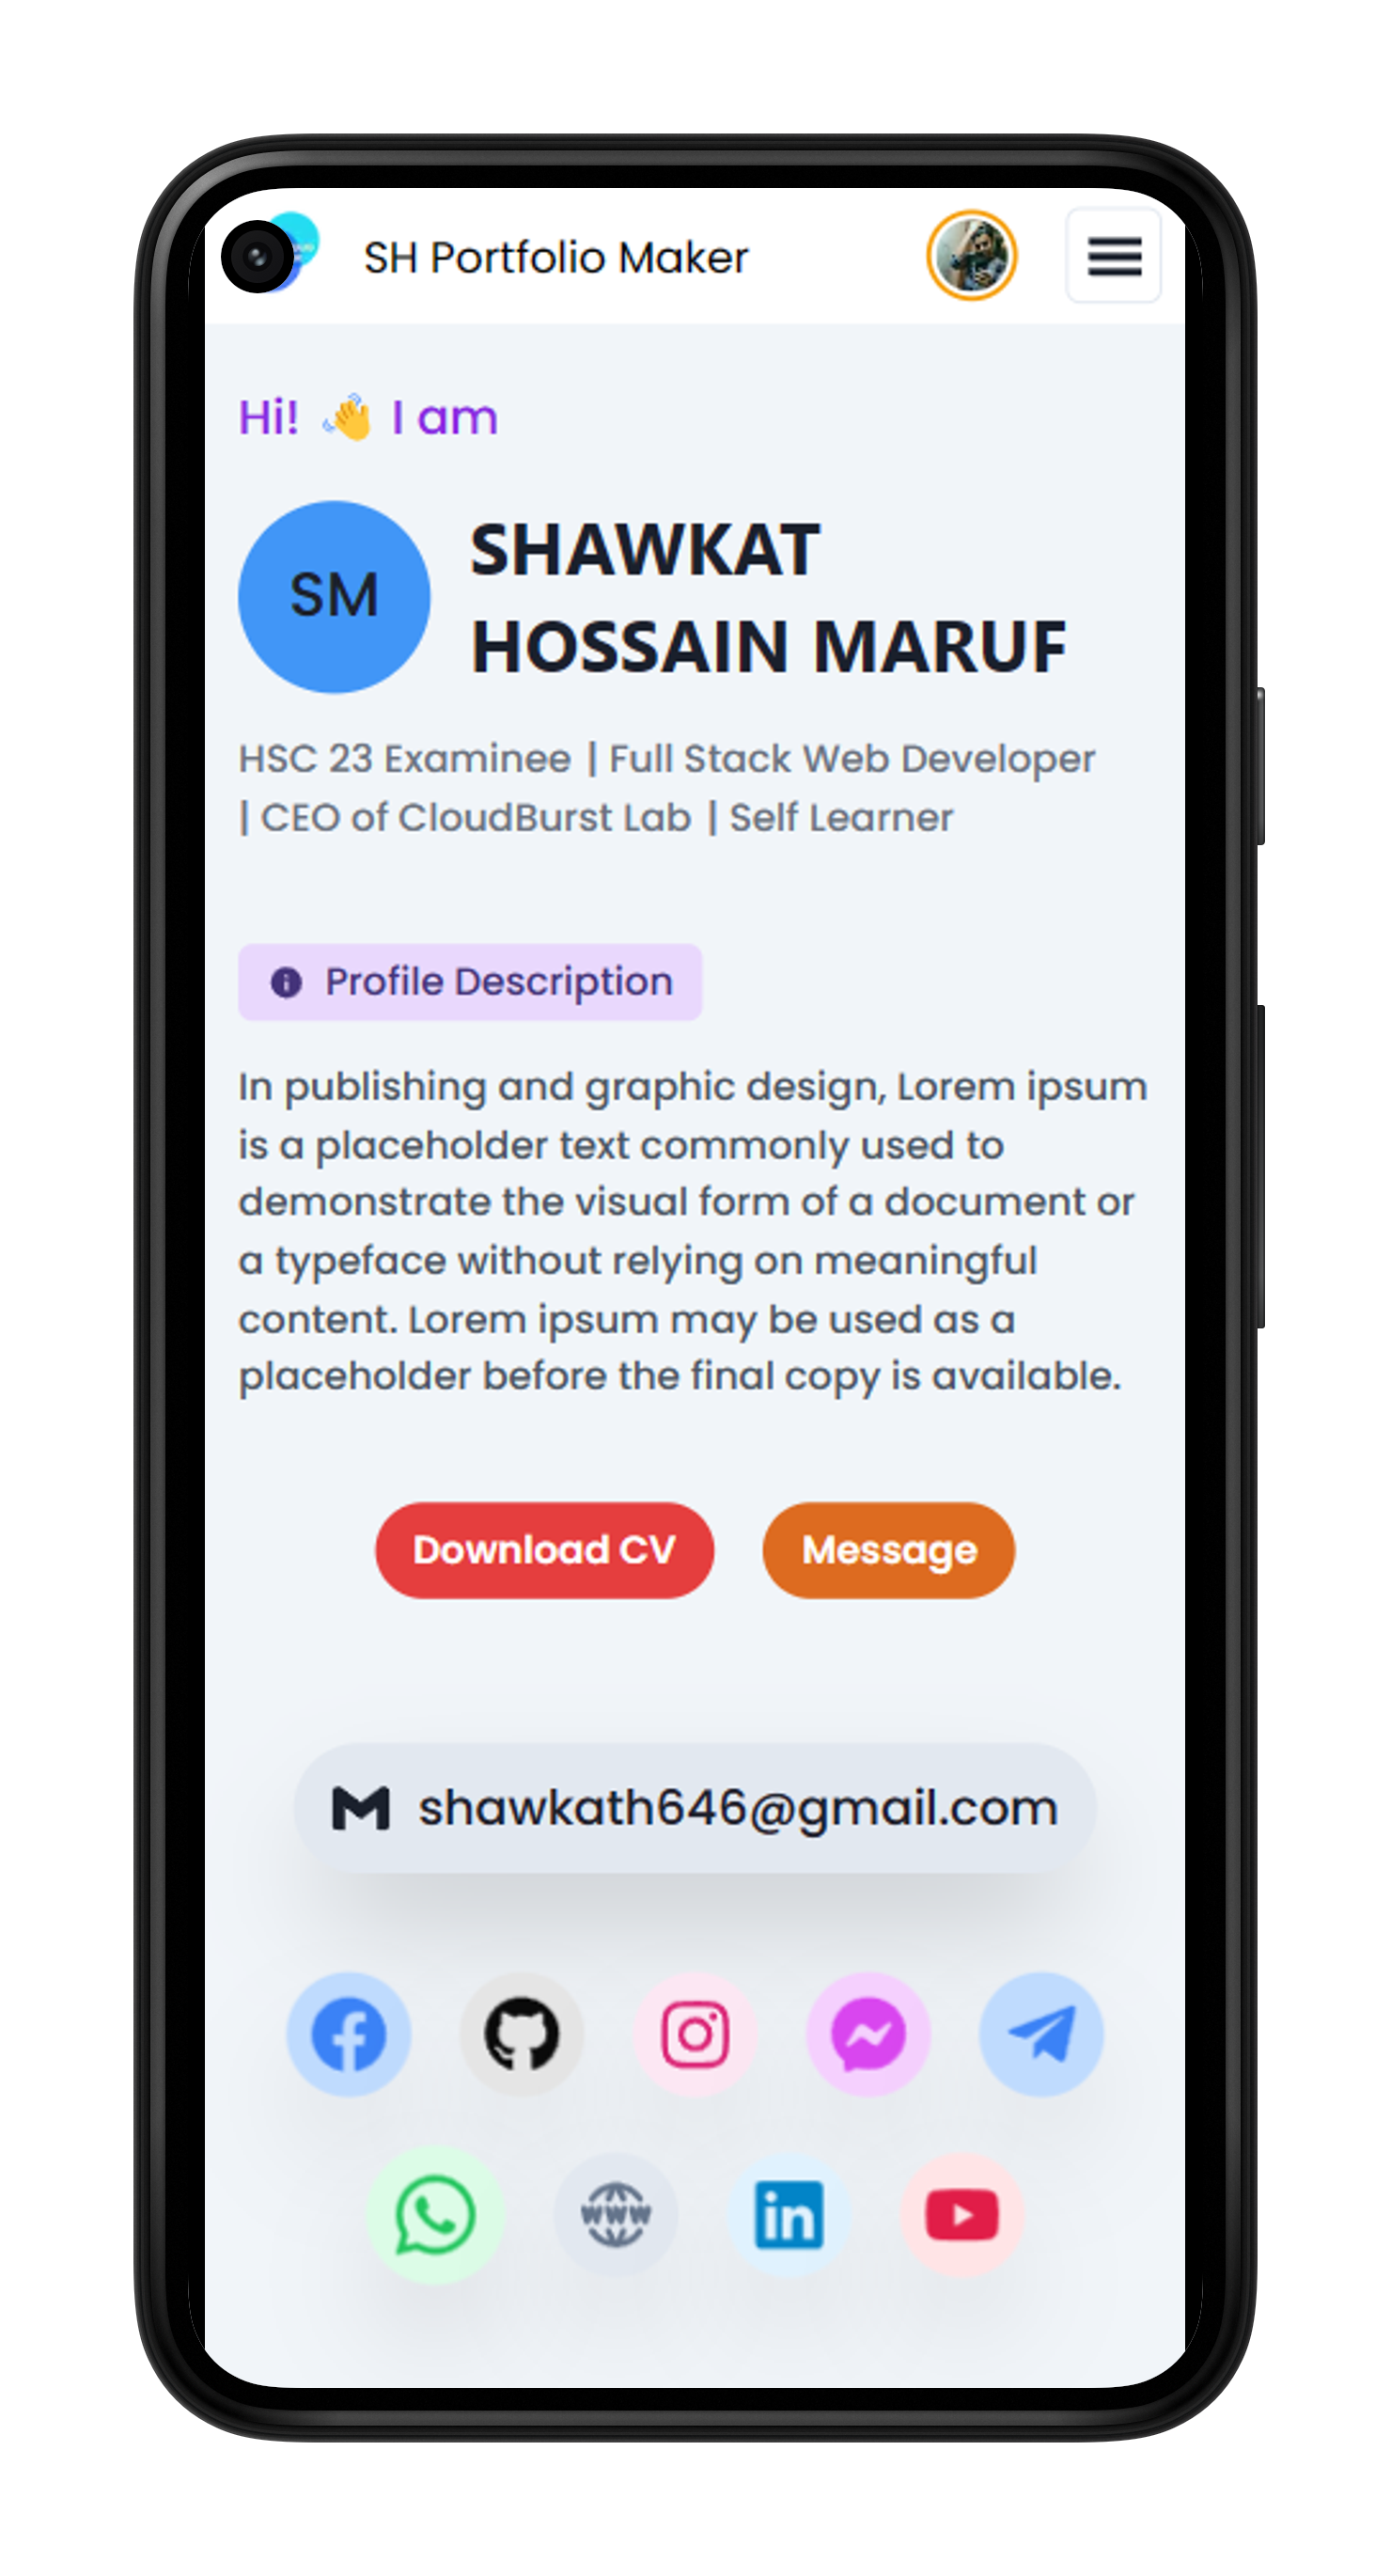 SH Portfolio Maker
Hi! 👋 I am
SM
SHAWKAT
HOSSAIN MARUF
HSC 23 Examinee | Full Stack Web Developer
| CEO of CloudBurst Lab | Self Learner
Profile Description
In publishing and graphic design, Lorem ipsum
is a placeholder text commonly used to
demonstrate the visual form of a document or
a typeface without relying on meaningful
content. Lorem ipsum may be used as a
placeholder before the final copy is available.
Download CV
Message
shawkath646@gmail.com
WWW